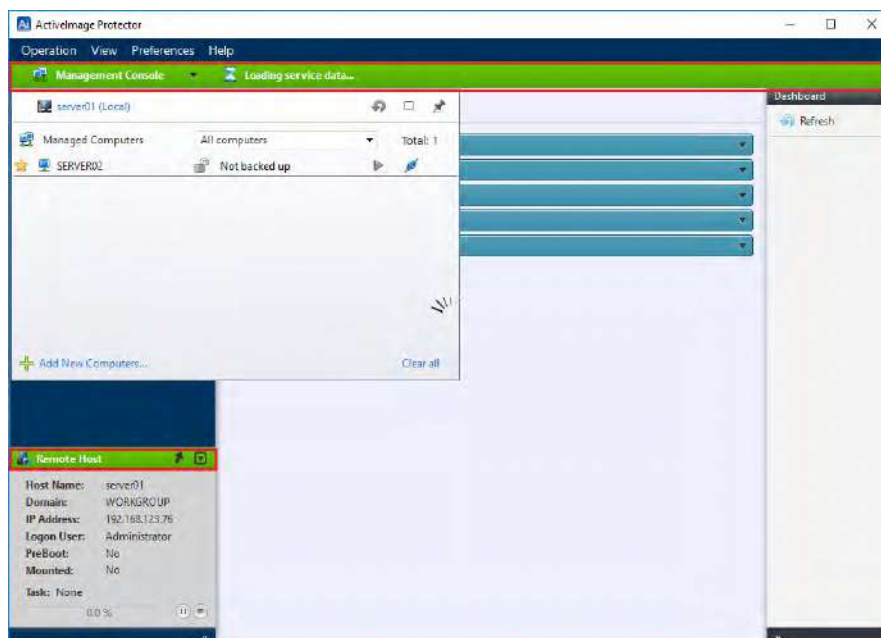 Ai ActiveImage Protector
Operation View Preferences Help
Management Console Loading service data...
server01 (Local)
Managed Computers All computers Total: 1
SERVER02 Not backed up
Add New Computers... Clear all
Dashboard
Refresh
Remote Host
Host Name: server01
Domain: WORKGROUP
IP Address: 192.168.123.76
Logon User: Administrator
PreBoot: No
Mounted: No
Task: None
0.0 %